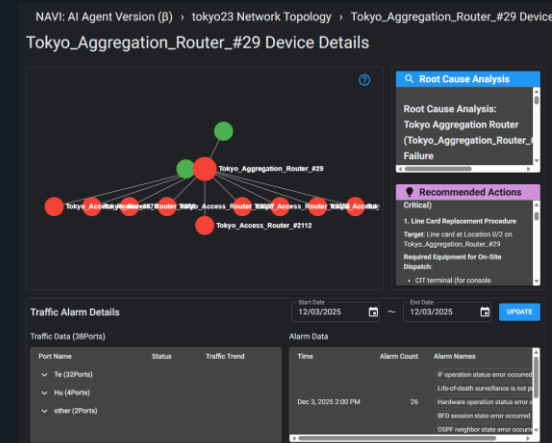 NAVI: AI Agent Version (β) › tokyo23 Network Topology › Tokyo_Aggregation_Router_#29 Device
Tokyo_Aggregation_Router_#29 Device Details
Tokyo_Aggregation_Router_#29
Tokyo_Access_Router_#2112
Root Cause Analysis
Root Cause Analysis:
Tokyo Aggregation Router
(Tokyo_Aggregation_Router_#
Failure
Recommended Actions
Critical)
1. Line Card Replacement Procedure
Target: Line card at Location 0/2 on
Tokyo_Aggregation_Router_#29
Required Equipment for On-Site
Dispatch:
• CIT terminal (for console
Traffic Alarm Details
Start Date
12/03/2025
~
End Date
12/03/2025
UPDATE
Traffic Data (38Ports)
Port Name Status Traffic Trend
Te (32Ports)
Hu (4Ports)
other (2Ports)
Alarm Data
Time Alarm Count Alarm Names
Dec 3, 2025 2:00 PM 26
IF operation status error occurred
Life-of-death surveillance is not p
Hardware operation status error o
BFD session state error occurred
OSPF neighbor state error occurre